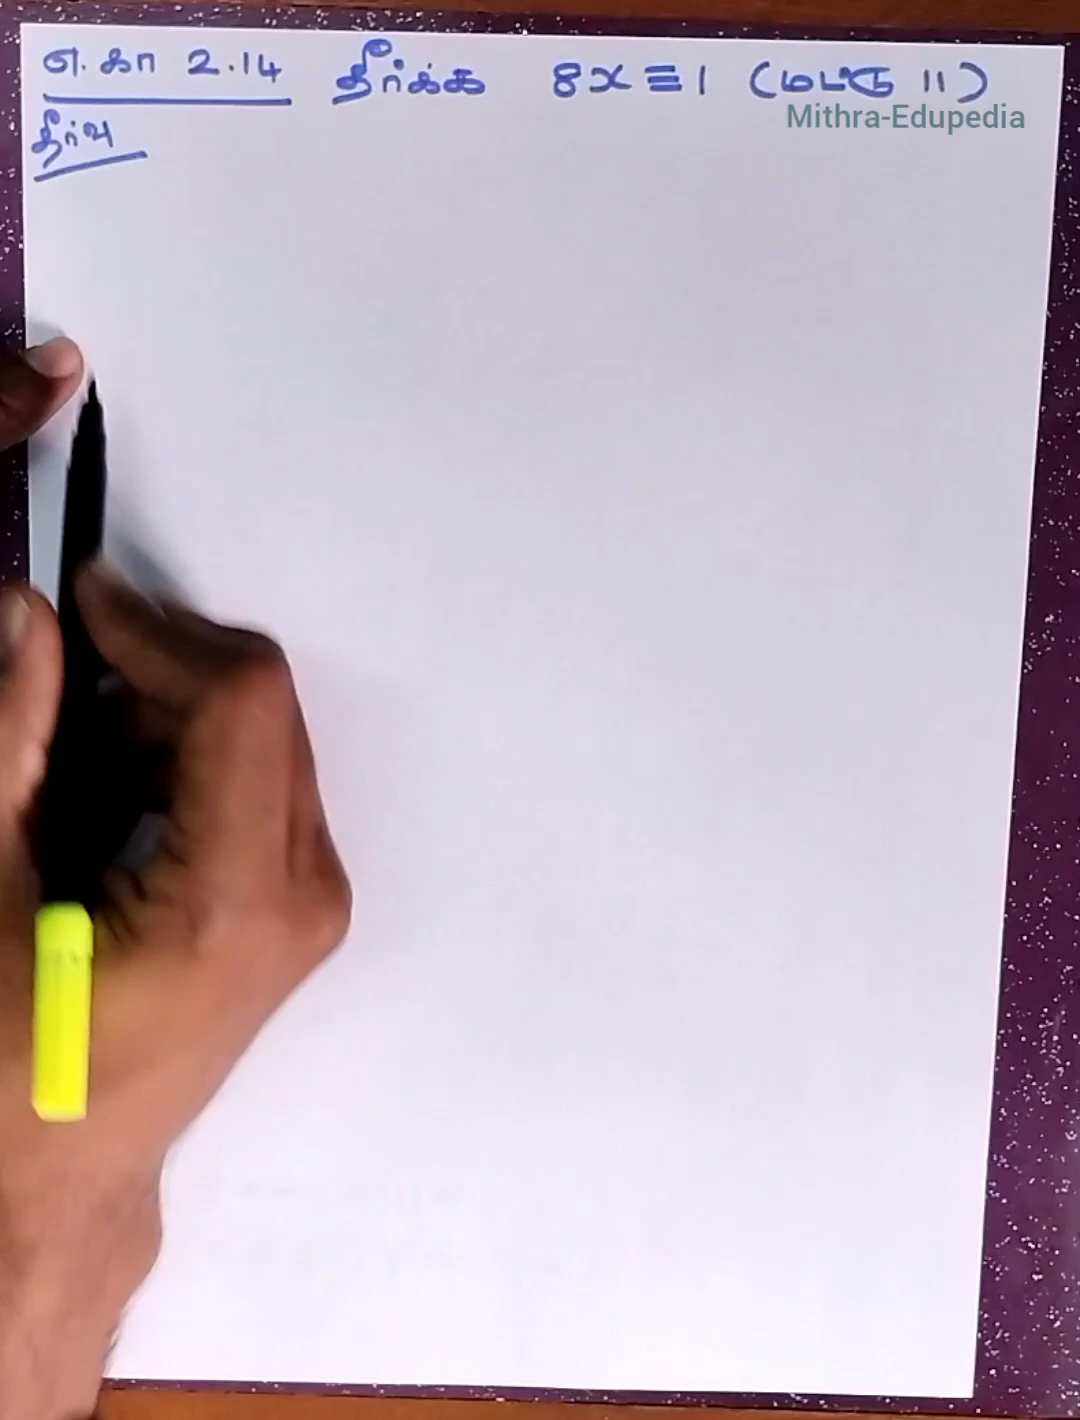 எ.கா 2.14 தீர்க்க 8x ≡ 1 (மட்டு 11)
Mithra-Edupedia
தீர்வு